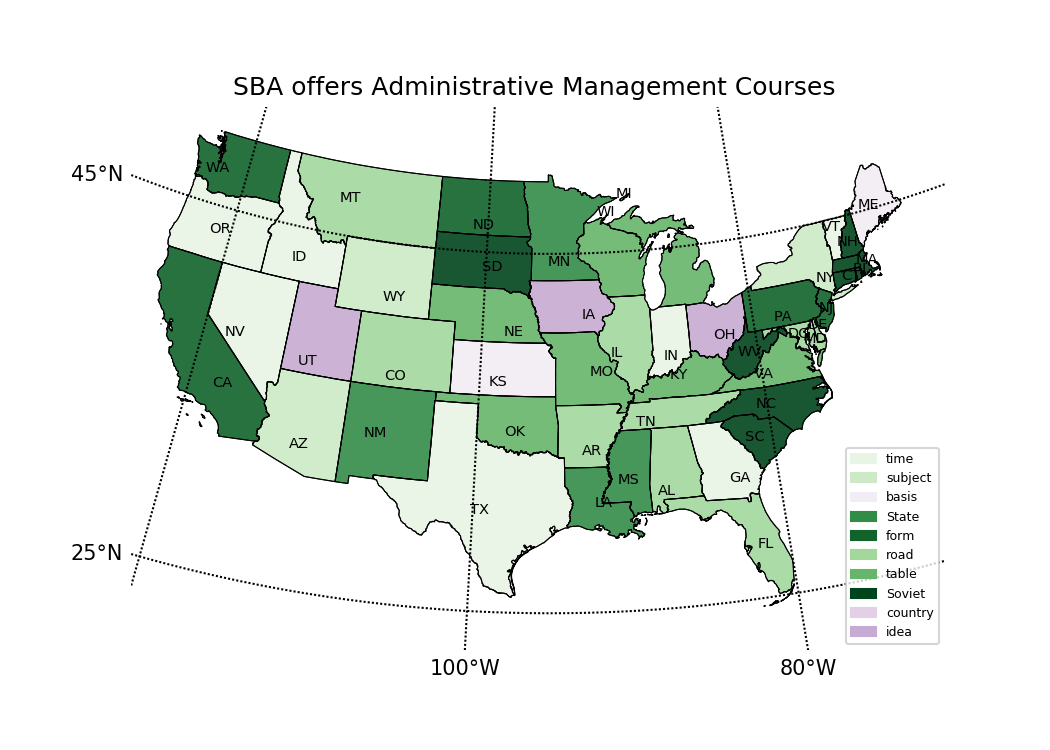 SBA offers Administrative Management Courses
45°N
25°N
100°W
80°W
WA
OR
CA
ID
NV
MT
WY
UT
AZ
CO
NM
ND
SD
NE
KS
OK
TX
MN
IA
MO
AR
LA
WI
MI
IL
IN
OH
KY
TN
MS
AL
GA
FL
SC
NC
VA
WV
PA
NY
VT
NH
ME
MA
CT
NJ
DE
MD
DC
time
subject
basis
State
form
road
table
Soviet
country
idea